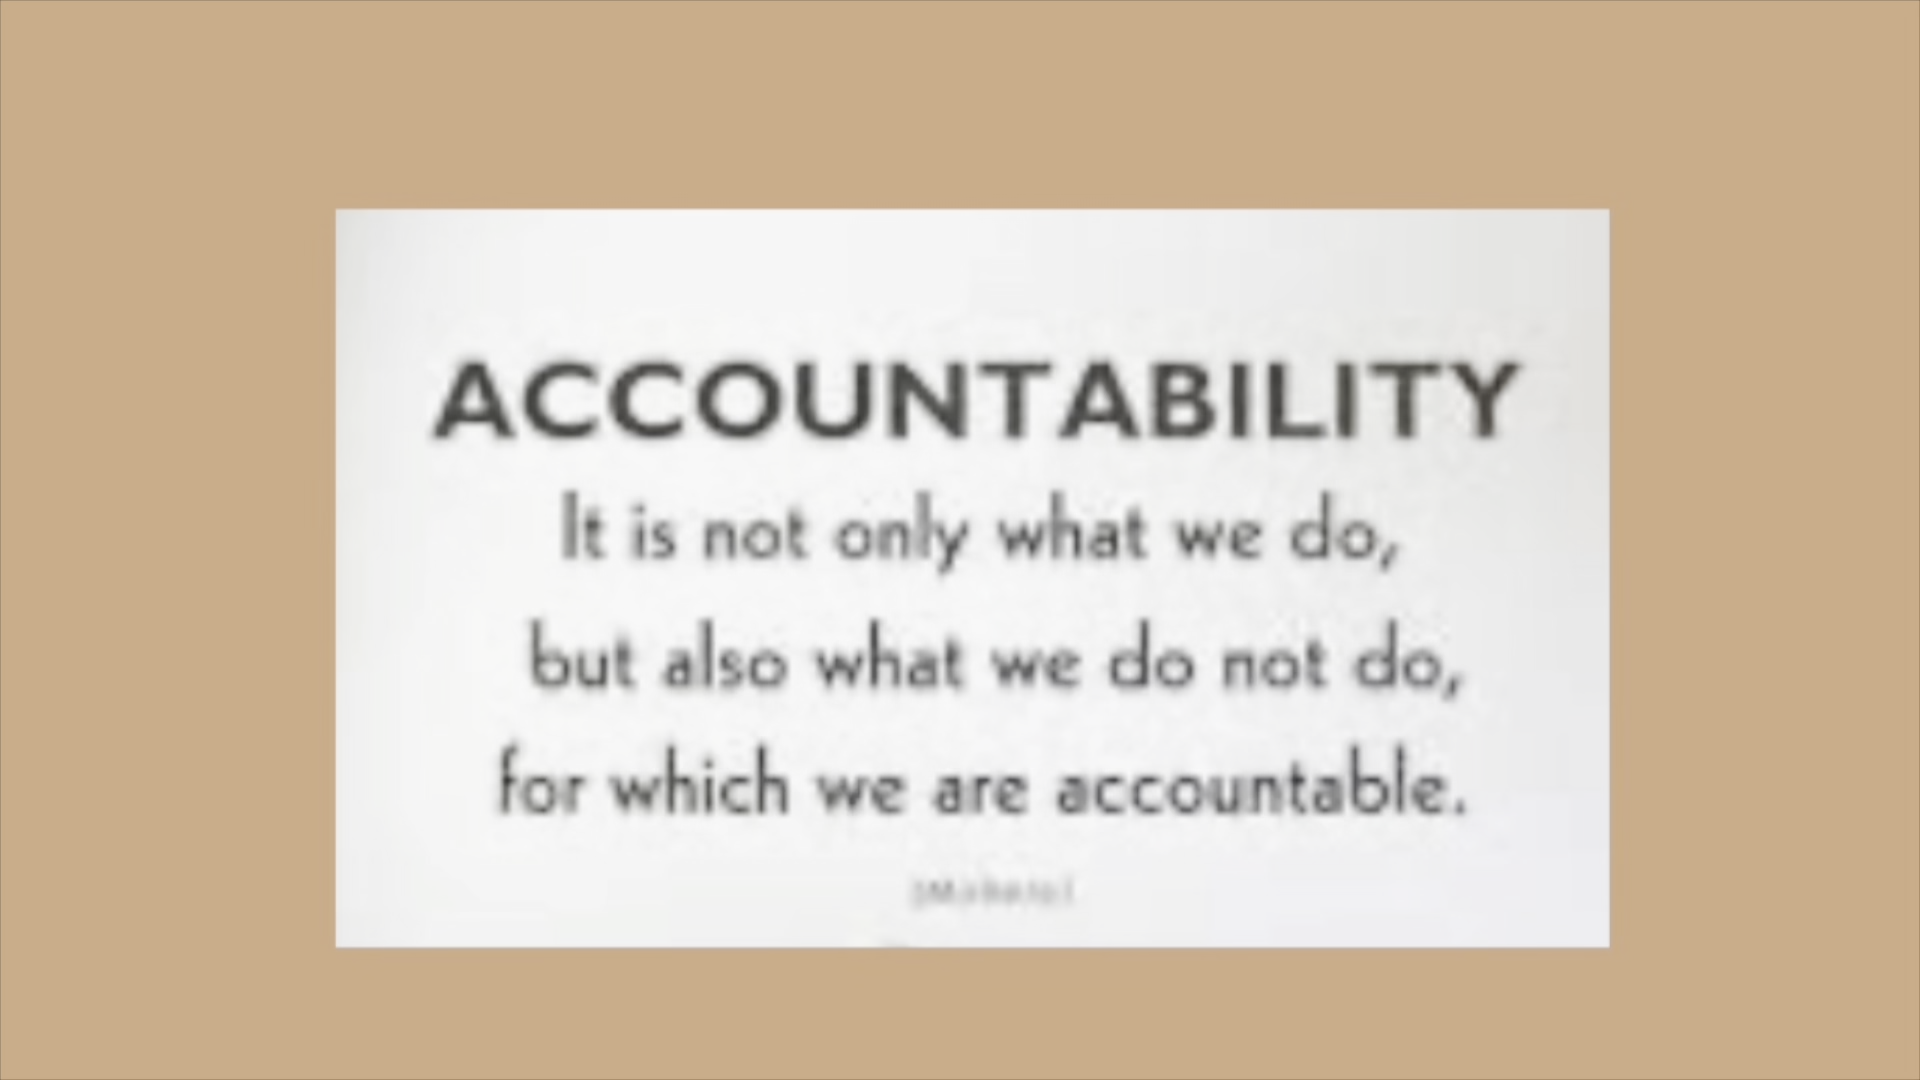 ACCOUNTABILITY
It is not only what we do,
but also what we do not do,
for which we are accountable.